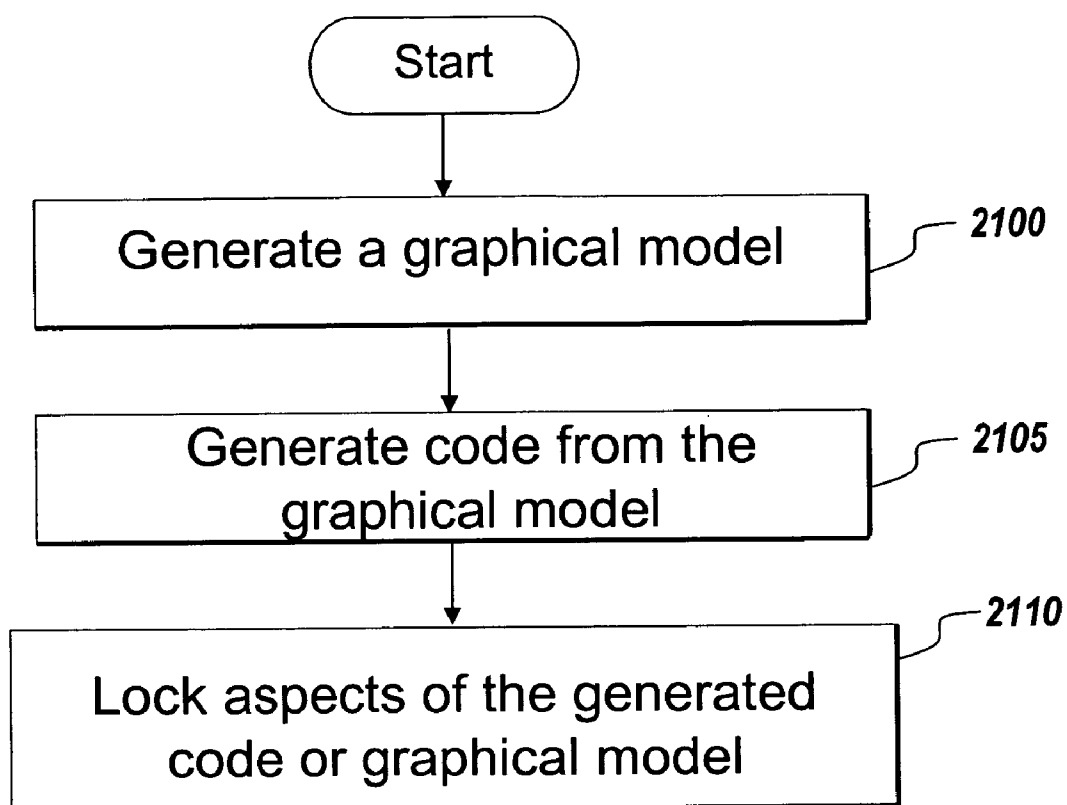 Start
Generate a graphical model
2100
Generate code from the
graphical model
2105
Lock aspects of the generated
code or graphical model
2110